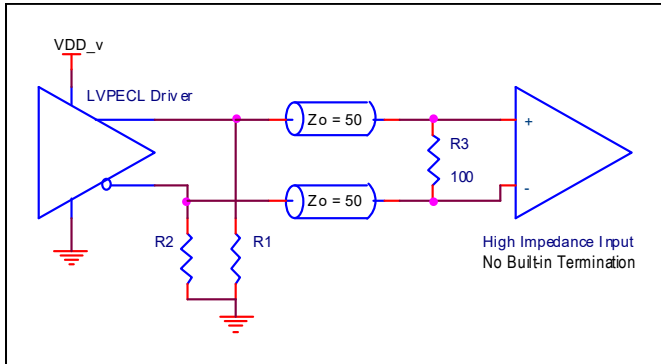 VDD_v
LVPECL Driver
Zo = 50
+
R3
100
Zo = 50
-
R2
R1
High Impedance Input
No Built-in Termination